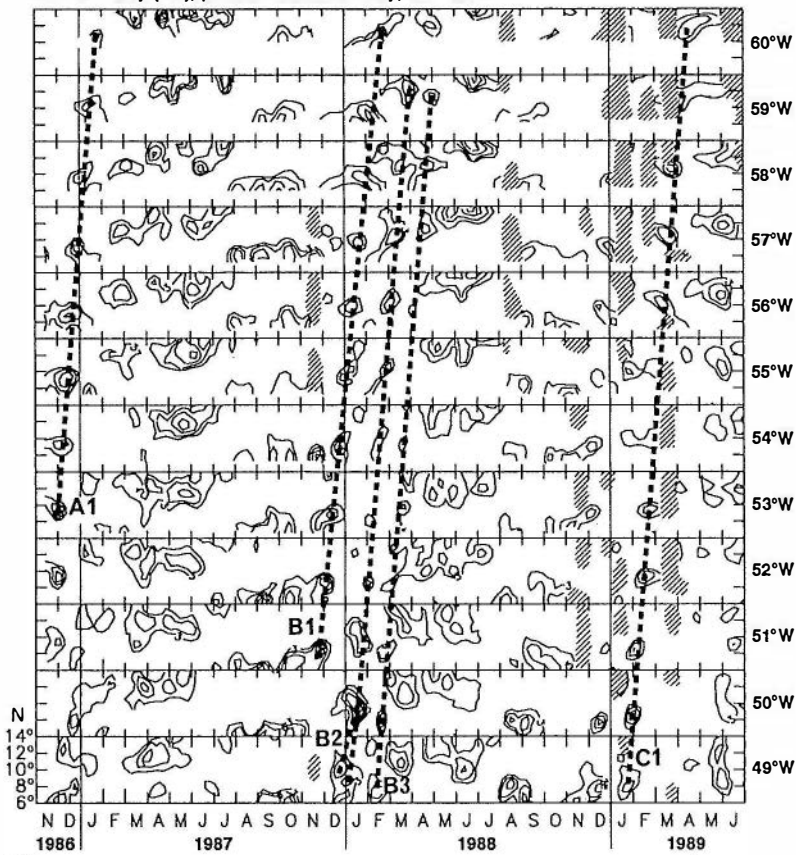 60°W
59°W
58°W
57°W
56°W
55°W
54°W
A1
53°W
52°W
B1
51°W
50°W
N
14°
B2
12°
10°
C1
49°W
8°
B3
6°
N D J F M A M J J A S O N D J F M A M J J A S O N D J F M A M J
1986 1987 1988 1989